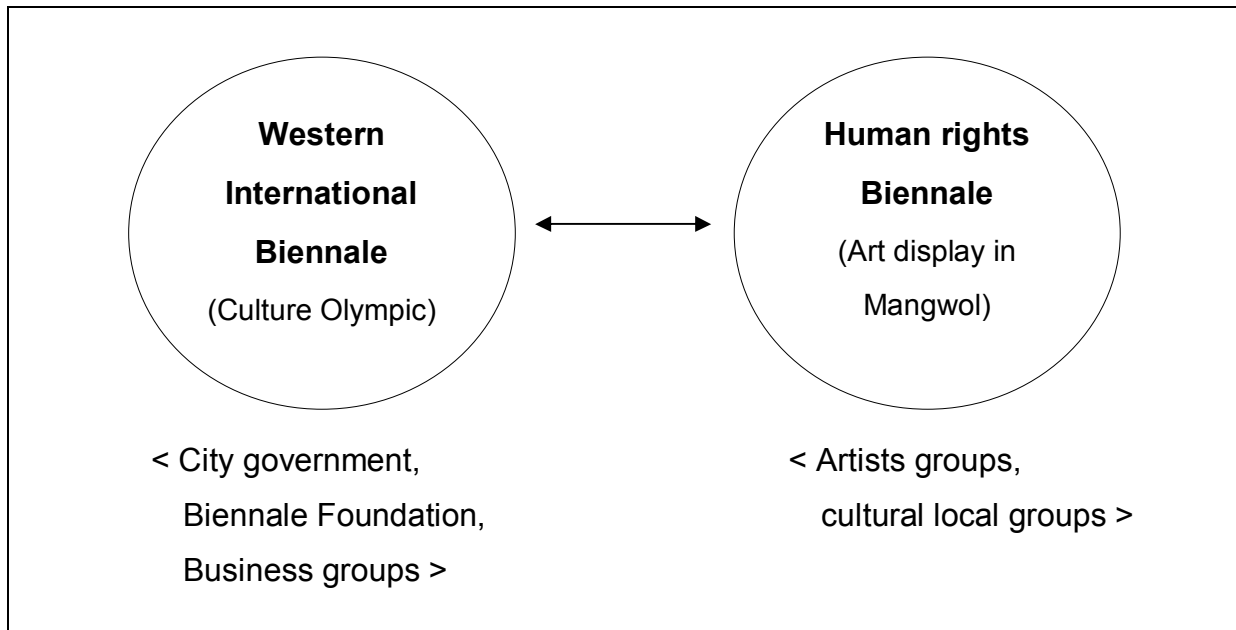 Western
International
Biennale
(Culture Olympic)
< City government,
Biennale Foundation,
Business groups >
Human rights
Biennale
(Art display in
Mangwol)
< Artists groups,
cultural local groups >